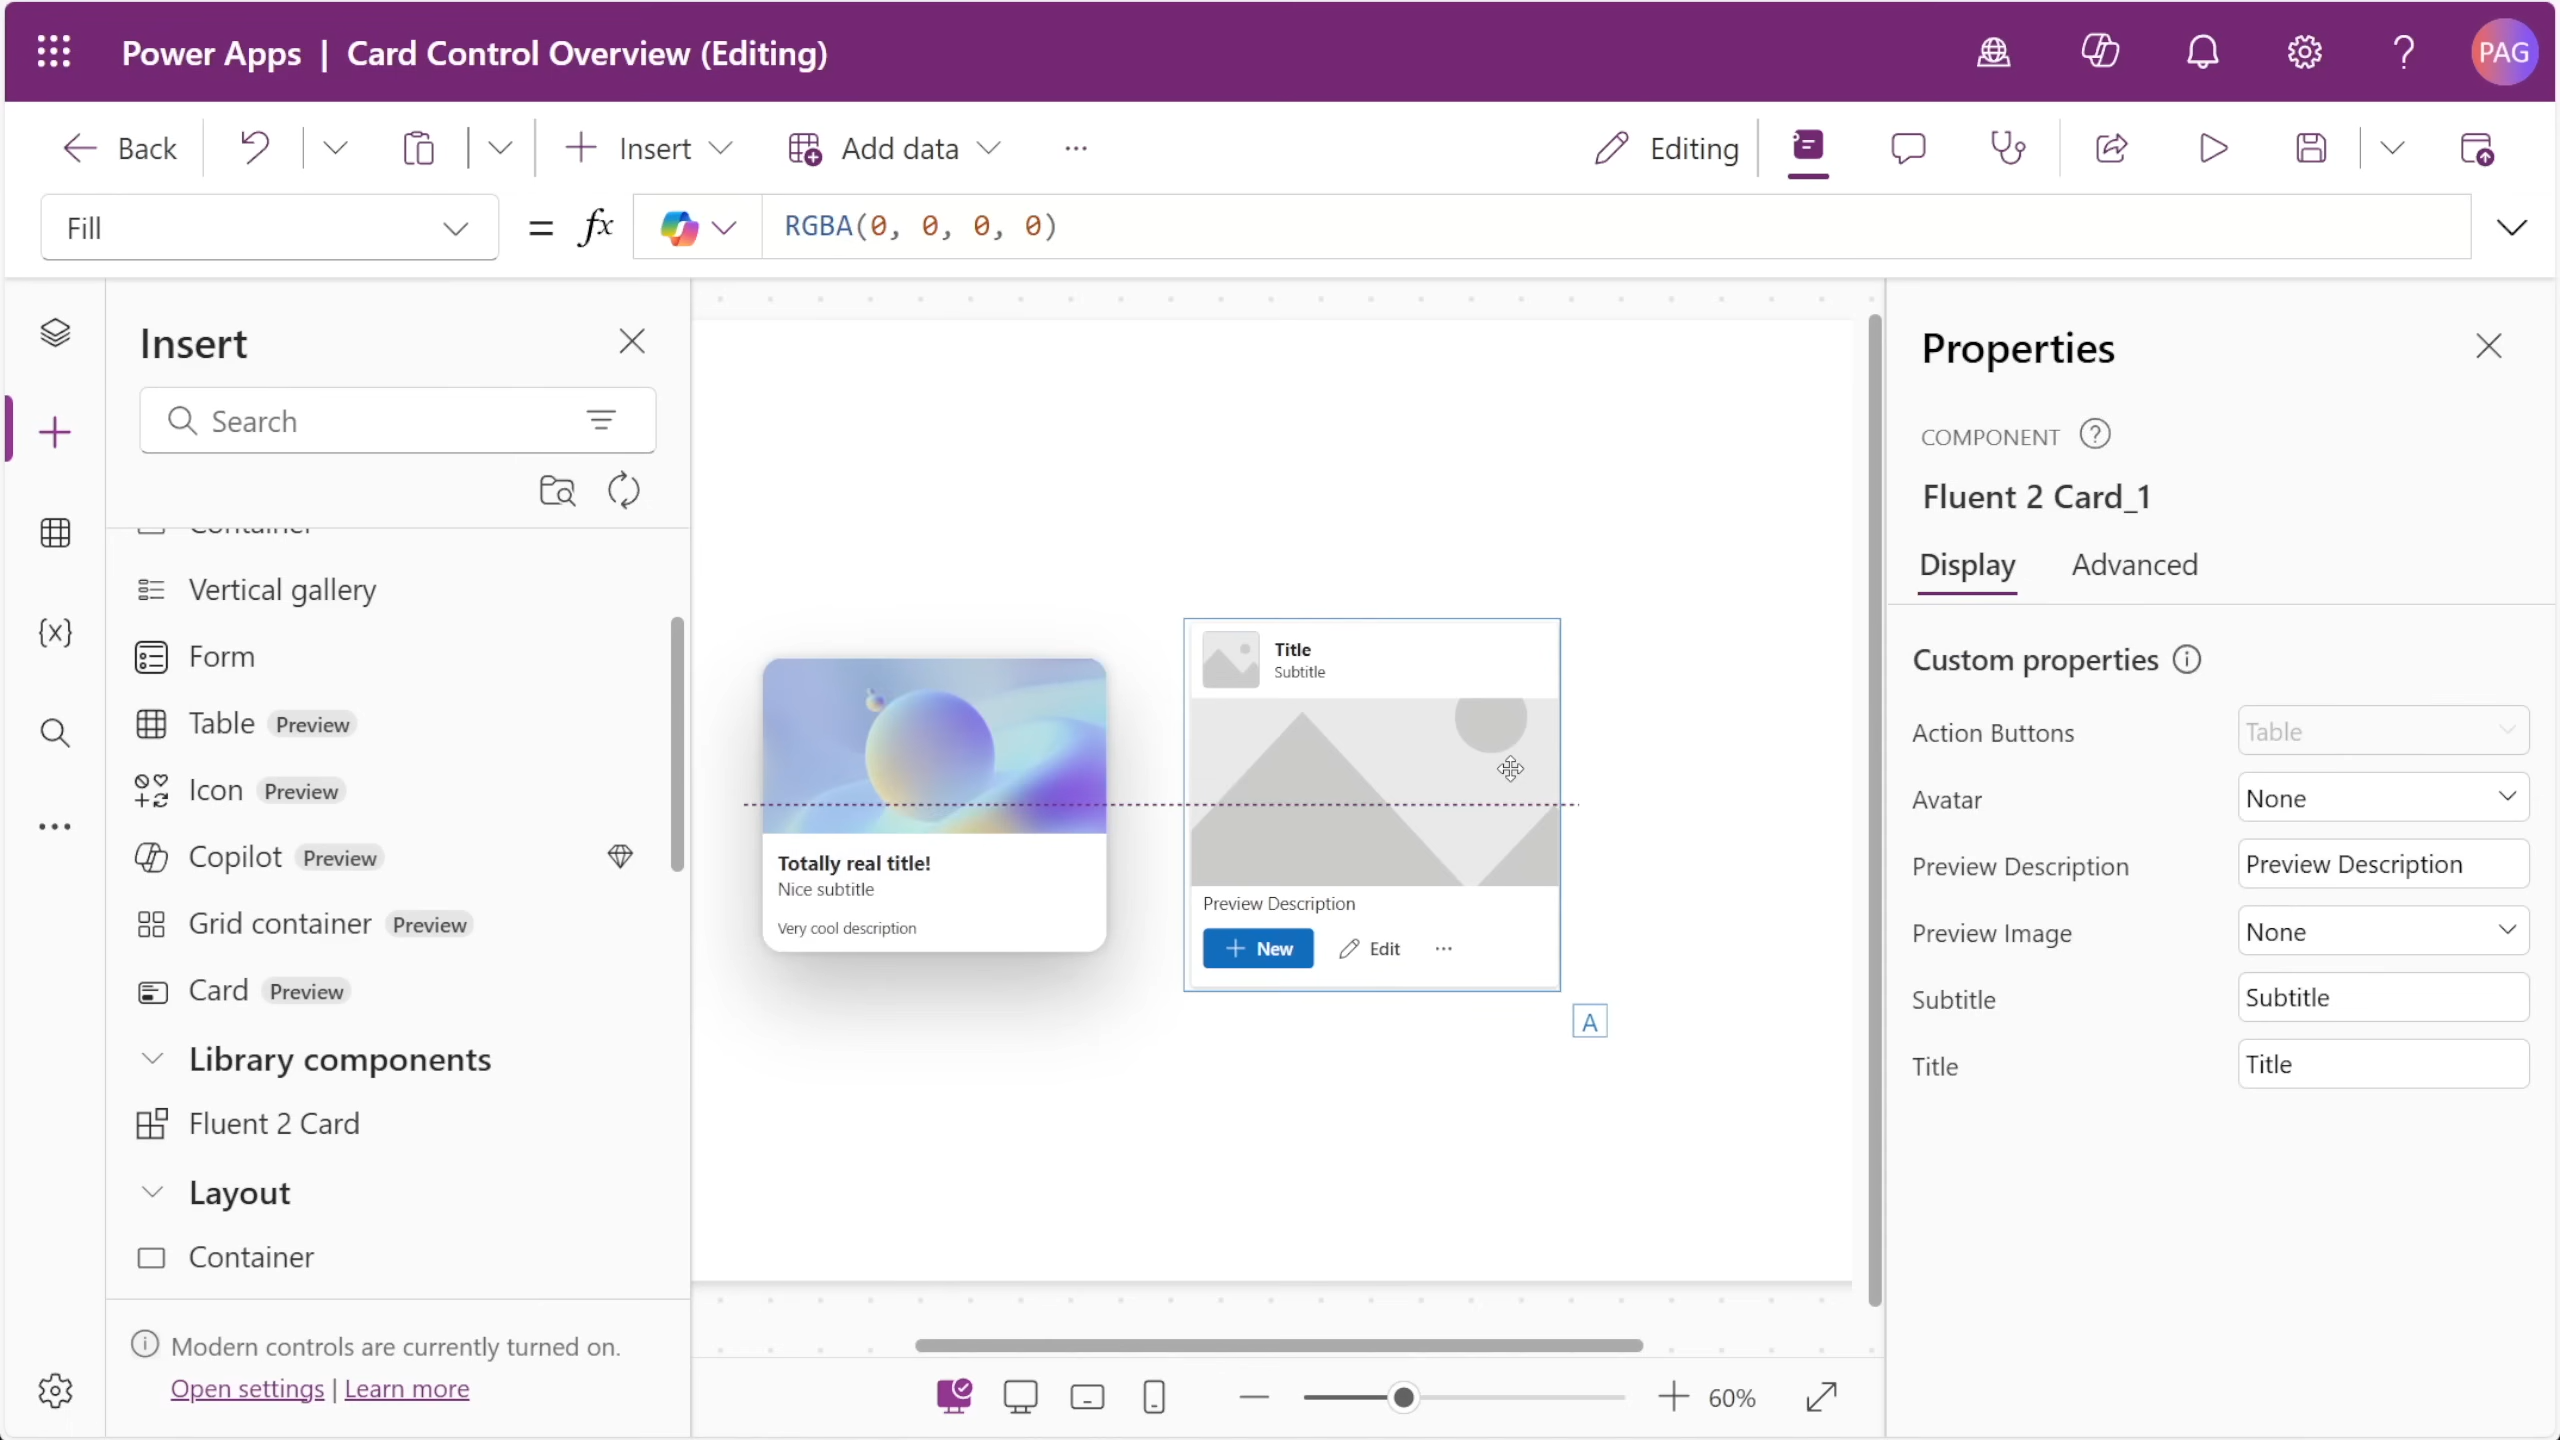 Power Apps | Card Control Overview (Editing)
PAG
Back
Insert
Add data
Editing
Fill
= fx
RGBA(0, 0, 0, 0)
Insert
Search
Container
Vertical gallery
Form
Table Preview
Icon Preview
Copilot Preview
Grid container Preview
Card Preview
Library components
Fluent 2 Card
Layout
Container
Modern controls are currently turned on.
Open settings | Learn more
Totally real title!
Nice subtitle
Very cool description
Title
Subtitle
Preview Description
New
Edit
A
60%
Properties
COMPONENT
Fluent 2 Card_1
Display Advanced
Custom properties
Action Buttons Table
Avatar None
Preview Description Preview Description
Preview Image None
Subtitle Subtitle
Title Title